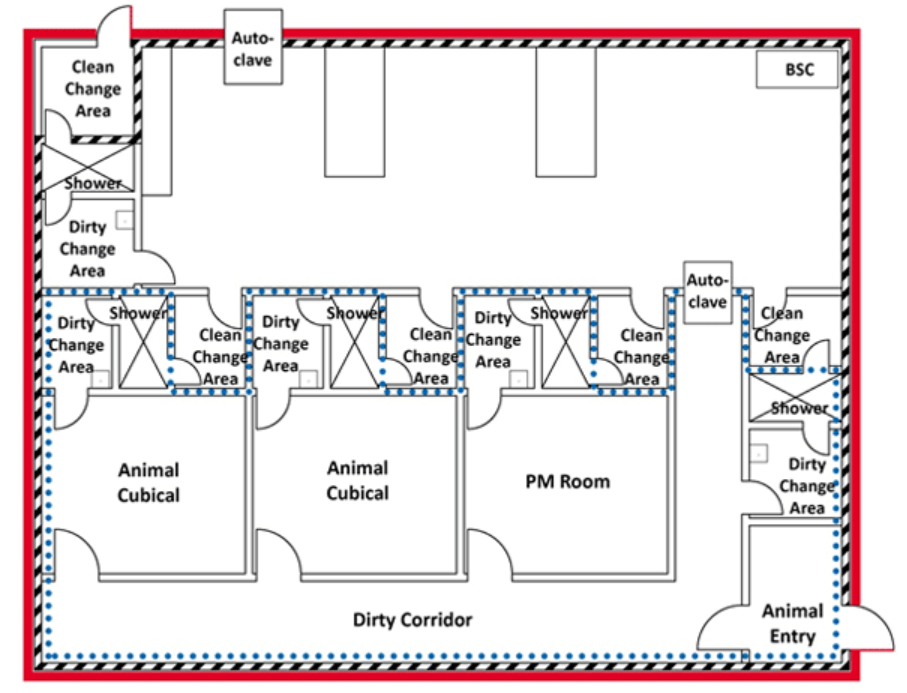 Auto-
clave
Clean
Change
Area
BSC
Shower
Dirty
Change
Area
Auto-
clave
Dirty
Change
Area
Shower
Clean
Change
Area
Dirty
Change
Area
Shower
Clean
Change
Area
Dirty
Change
Area
Shower
Clean
Change
Area
Clean
Change
Area
Shower
Dirty
Change
Area
Animal
Cubical
Animal
Cubical
PM Room
Dirty Corridor
Animal
Entry